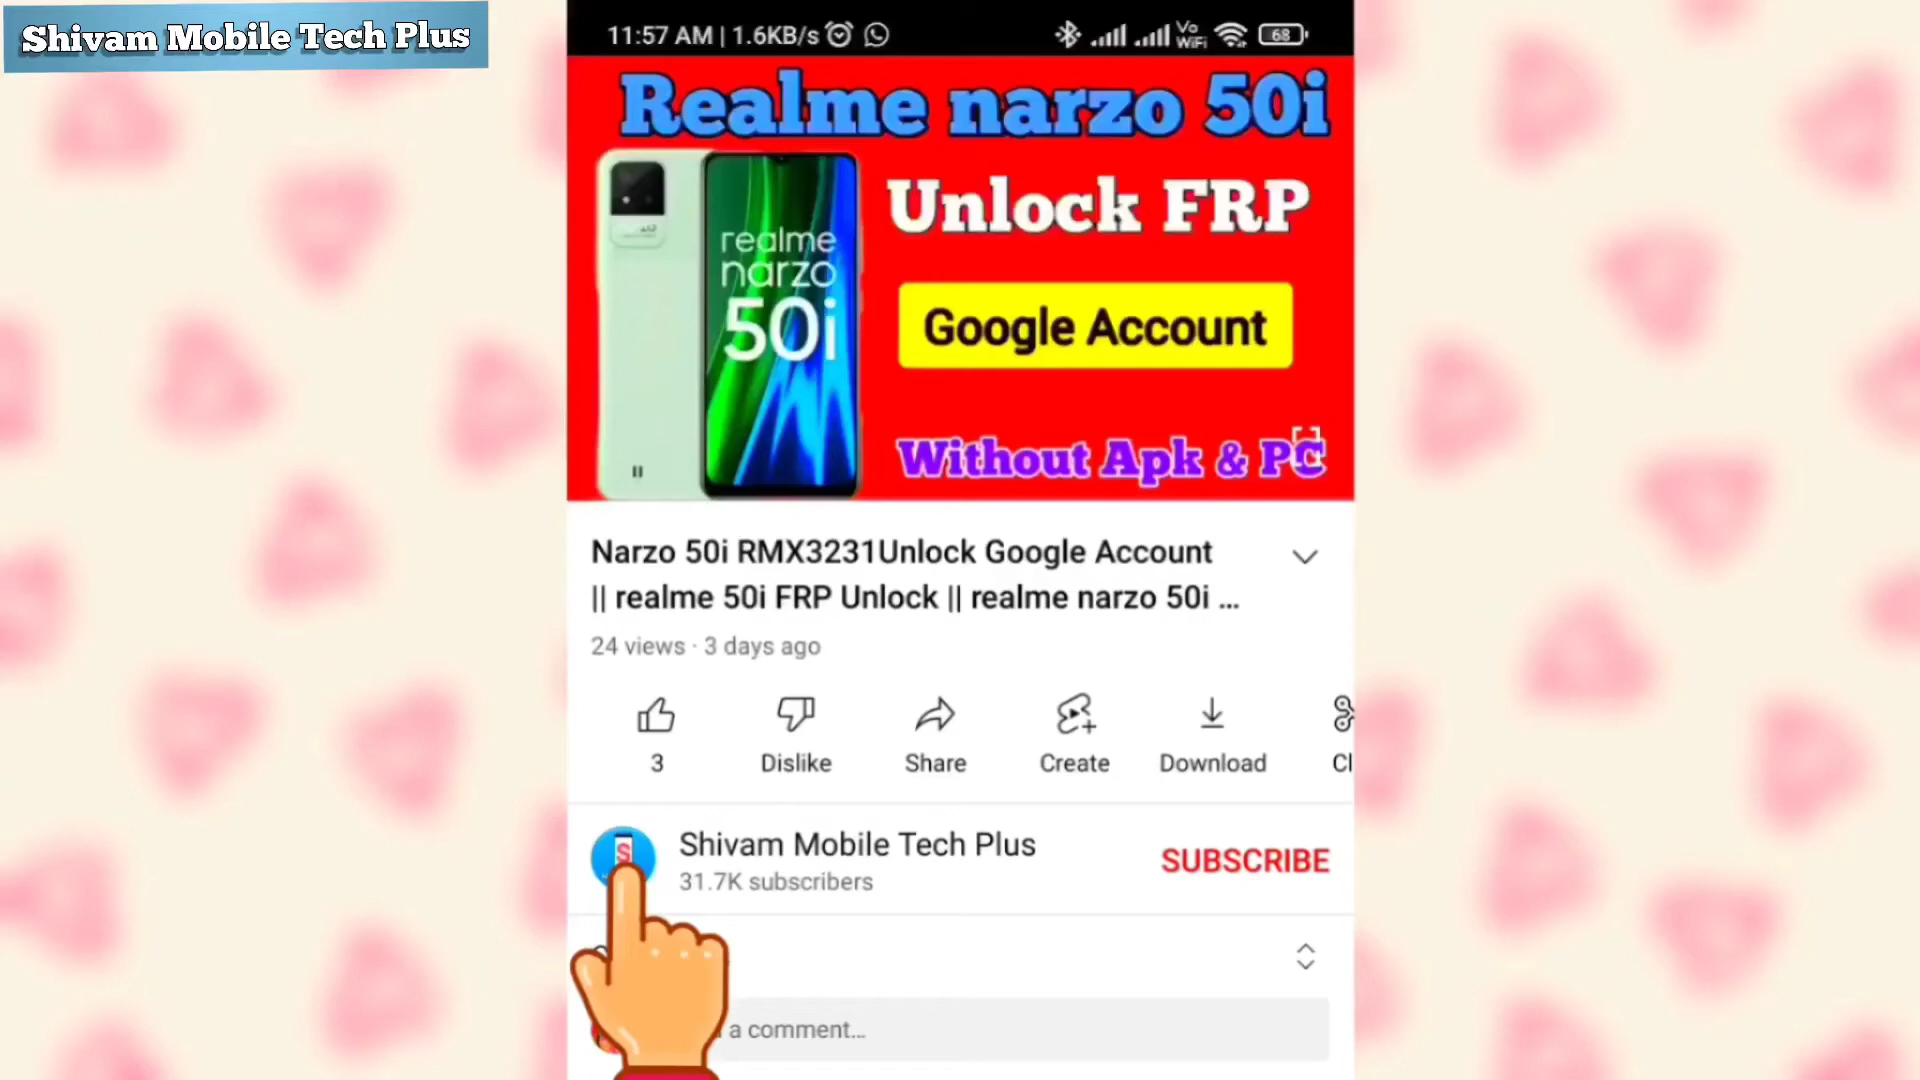 Shivam Mobile Tech Plus
11:57 AM | 1.6KB/s
Vo WiFi
68
Realme narzo 50i
Unlock FRP
realme
narzo
50i
Google Account
Without Apk & PC
Narzo 50i RMX3231Unlock Google Account
|| realme 50i FRP Unlock || realme narzo 50i ...
24 views · 3 days ago
3
Dislike
Share
Create
Download
Cl
S
Shivam Mobile Tech Plus
31.7K subscribers
SUBSCRIBE
a comment...